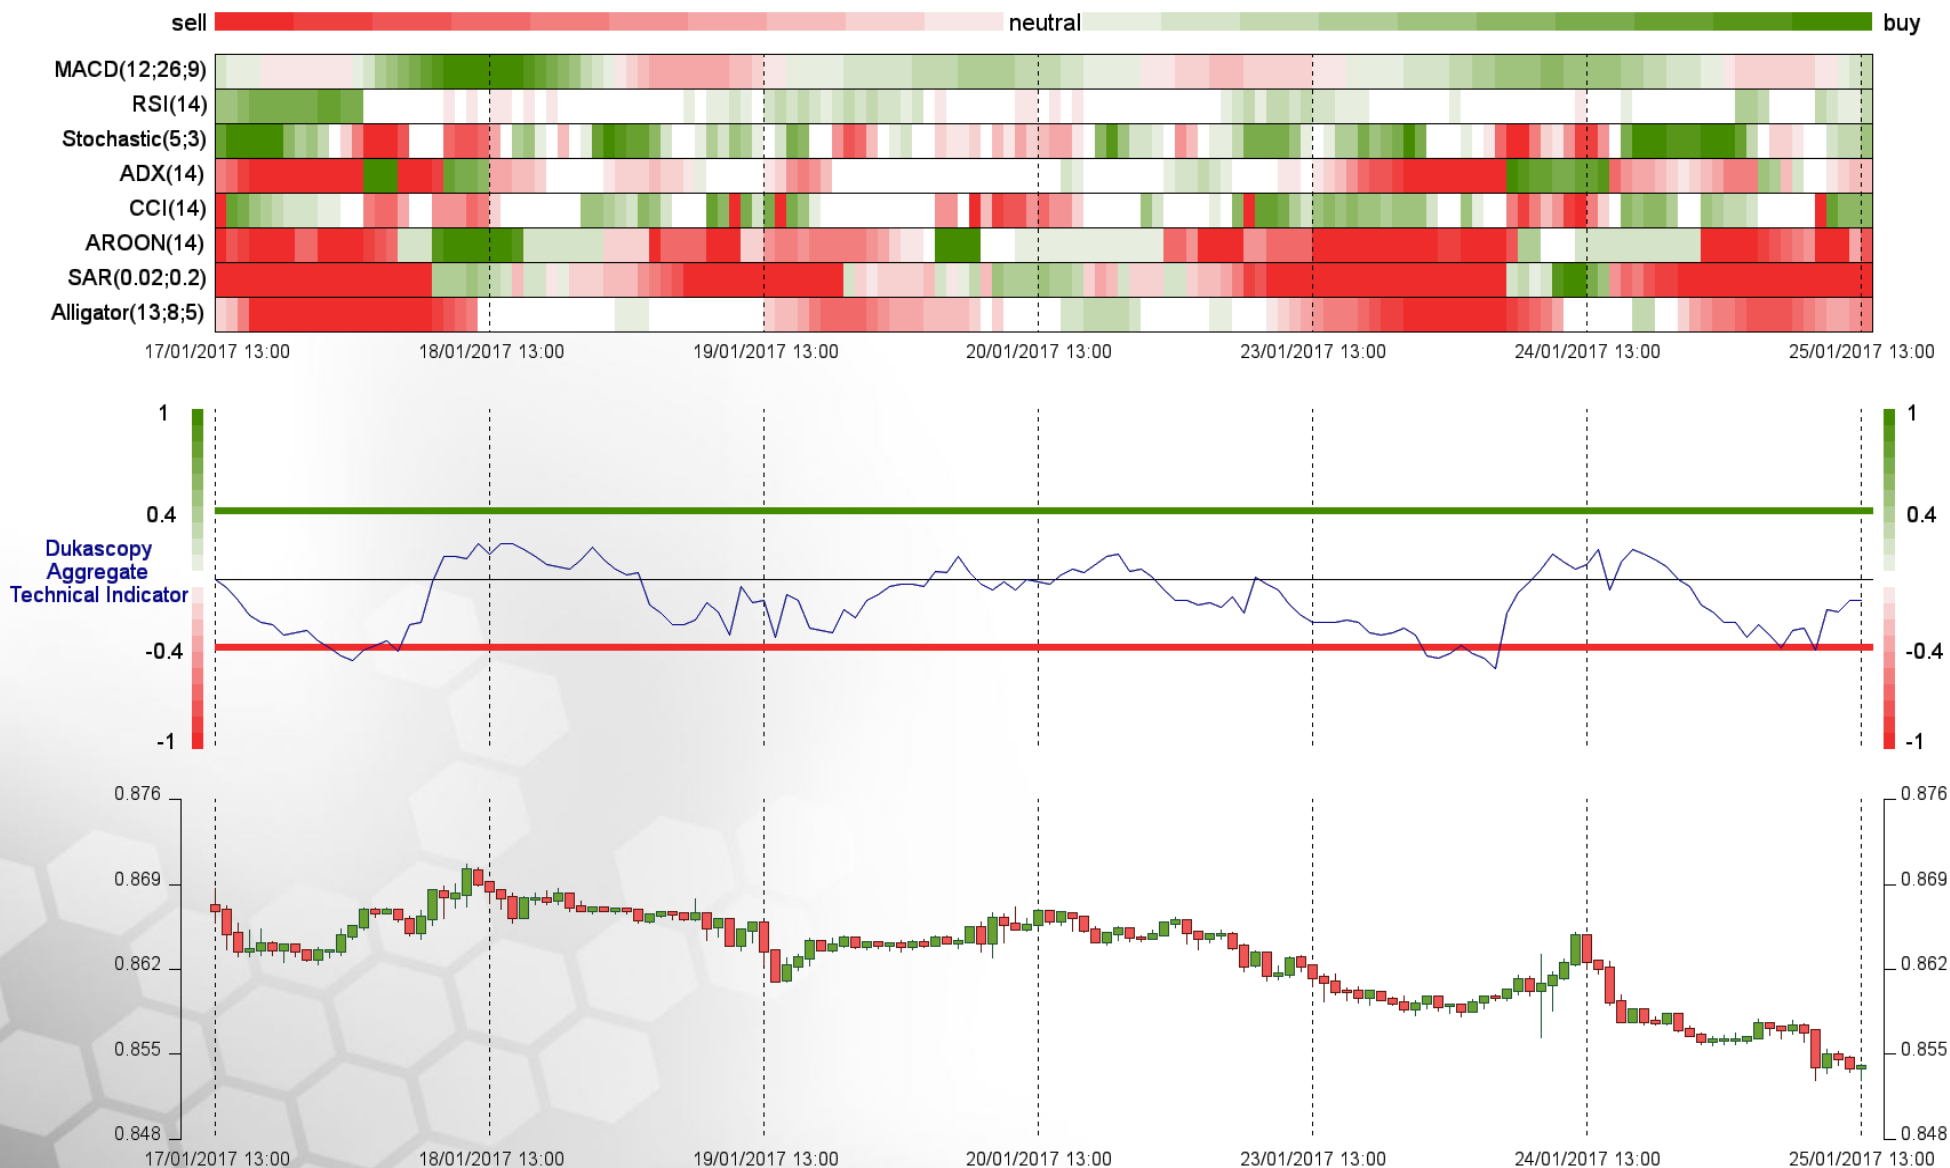 sell neutral buy
MACD(12;26;9)
RSI(14)
Stochastic(5;3)
ADX(14)
CCI(14)
AROON(14)
SAR(0.02;0.2)
Alligator(13;8;5)
17/01/2017 13:00 18/01/2017 13:00 19/01/2017 13:00 20/01/2017 13:00 23/01/2017 13:00 24/01/2017 13:00 25/01/2017 13:00
1 1
0.4 0.4
Dukascopy
Aggregate
Technical Indicator
-0.4 -0.4
-1 -1
0.876 0.876
0.869 0.869
0.862 0.862
0.855 0.855
0.848 0.848
17/01/2017 13:00 18/01/2017 13:00 19/01/2017 13:00 20/01/2017 13:00 23/01/2017 13:00 24/01/2017 13:00 25/01/2017 13:00